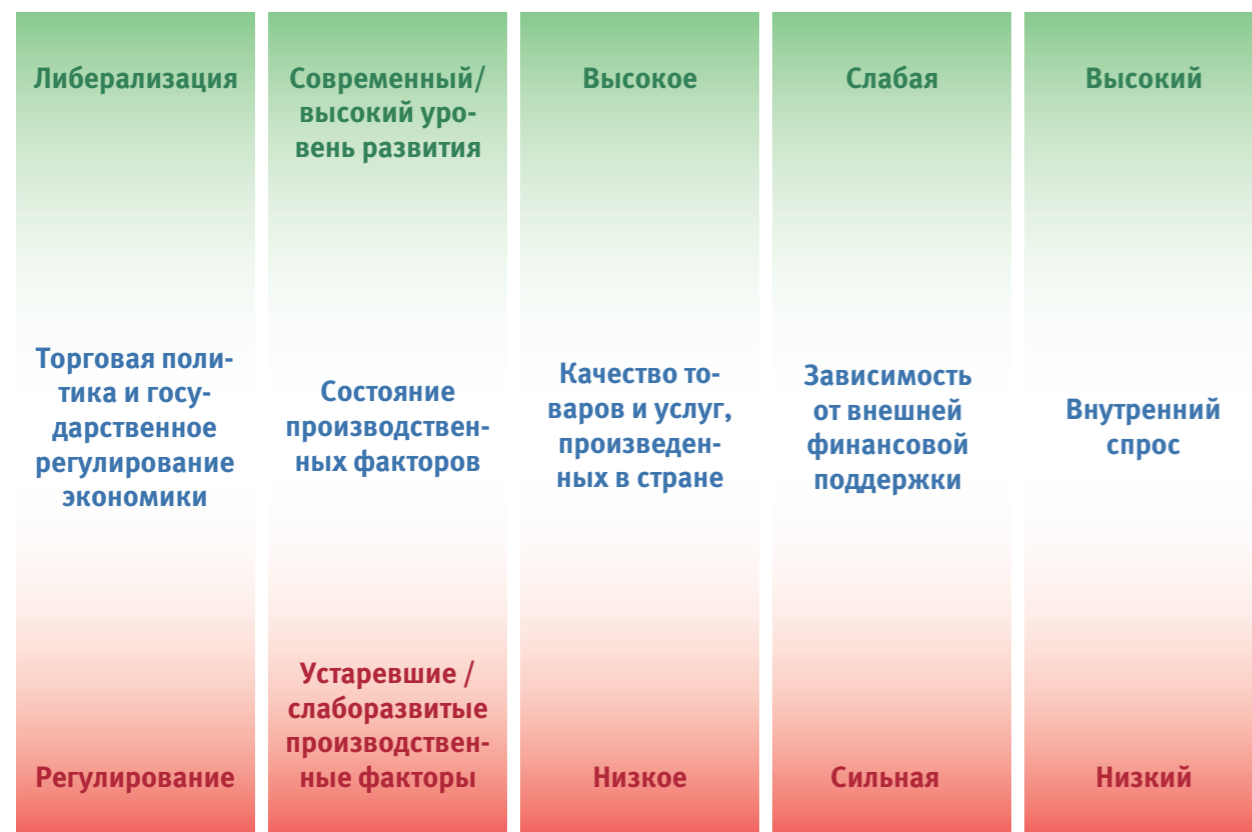 Либерализация
Современный/
высокий уро-
вень развития
Высокое
Слабая
Высокий
Торговая поли-
тика и госу-
дарственное
регулирование
экономики
Состояние
производствен-
ных факторов
Качество то-
варов и услуг,
произведен-
ных в стране
Зависимость
от внешней
финансовой
поддержки
Внутренний
спрос
Регулирование
Устаревшие /
слаборазвитые
производствен-
ные факторы
Низкое
Сильная
Низкий